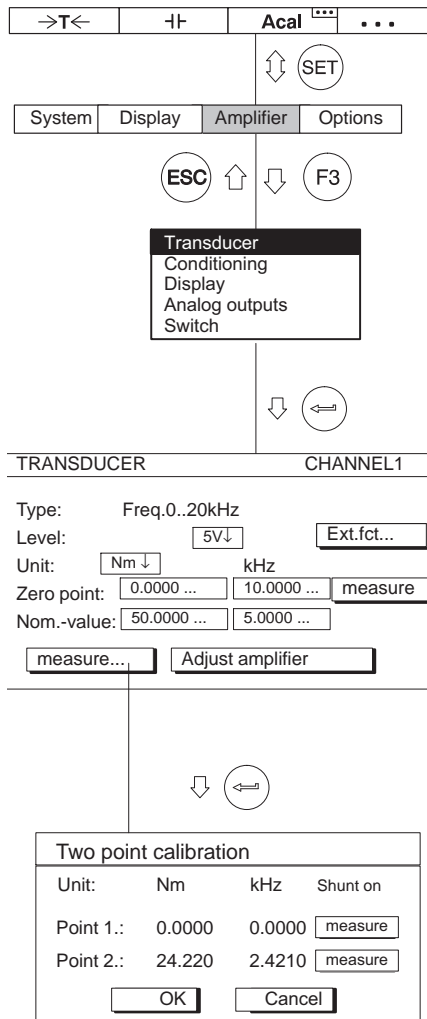 →T← Acal ... ...
SET
System Display Amplifier Options
ESC F3
Transducer
Conditioning
Display
Analog outputs
Switch
TRANSDUCER CHANNEL1
Type: Freq.0..20kHz
Level: 5V↓ Ext.fct...
Unit: Nm ↓ kHz
Zero point: 0.0000 ... 10.0000 ... measure
Nom.-value: 50.0000 ... 5.0000 ...
measure... Adjust amplifier
Two point calibration
Unit: Nm kHz Shunt on
Point 1.: 0.0000 0.0000 measure
Point 2.: 24.220 2.4210 measure
OK Cancel